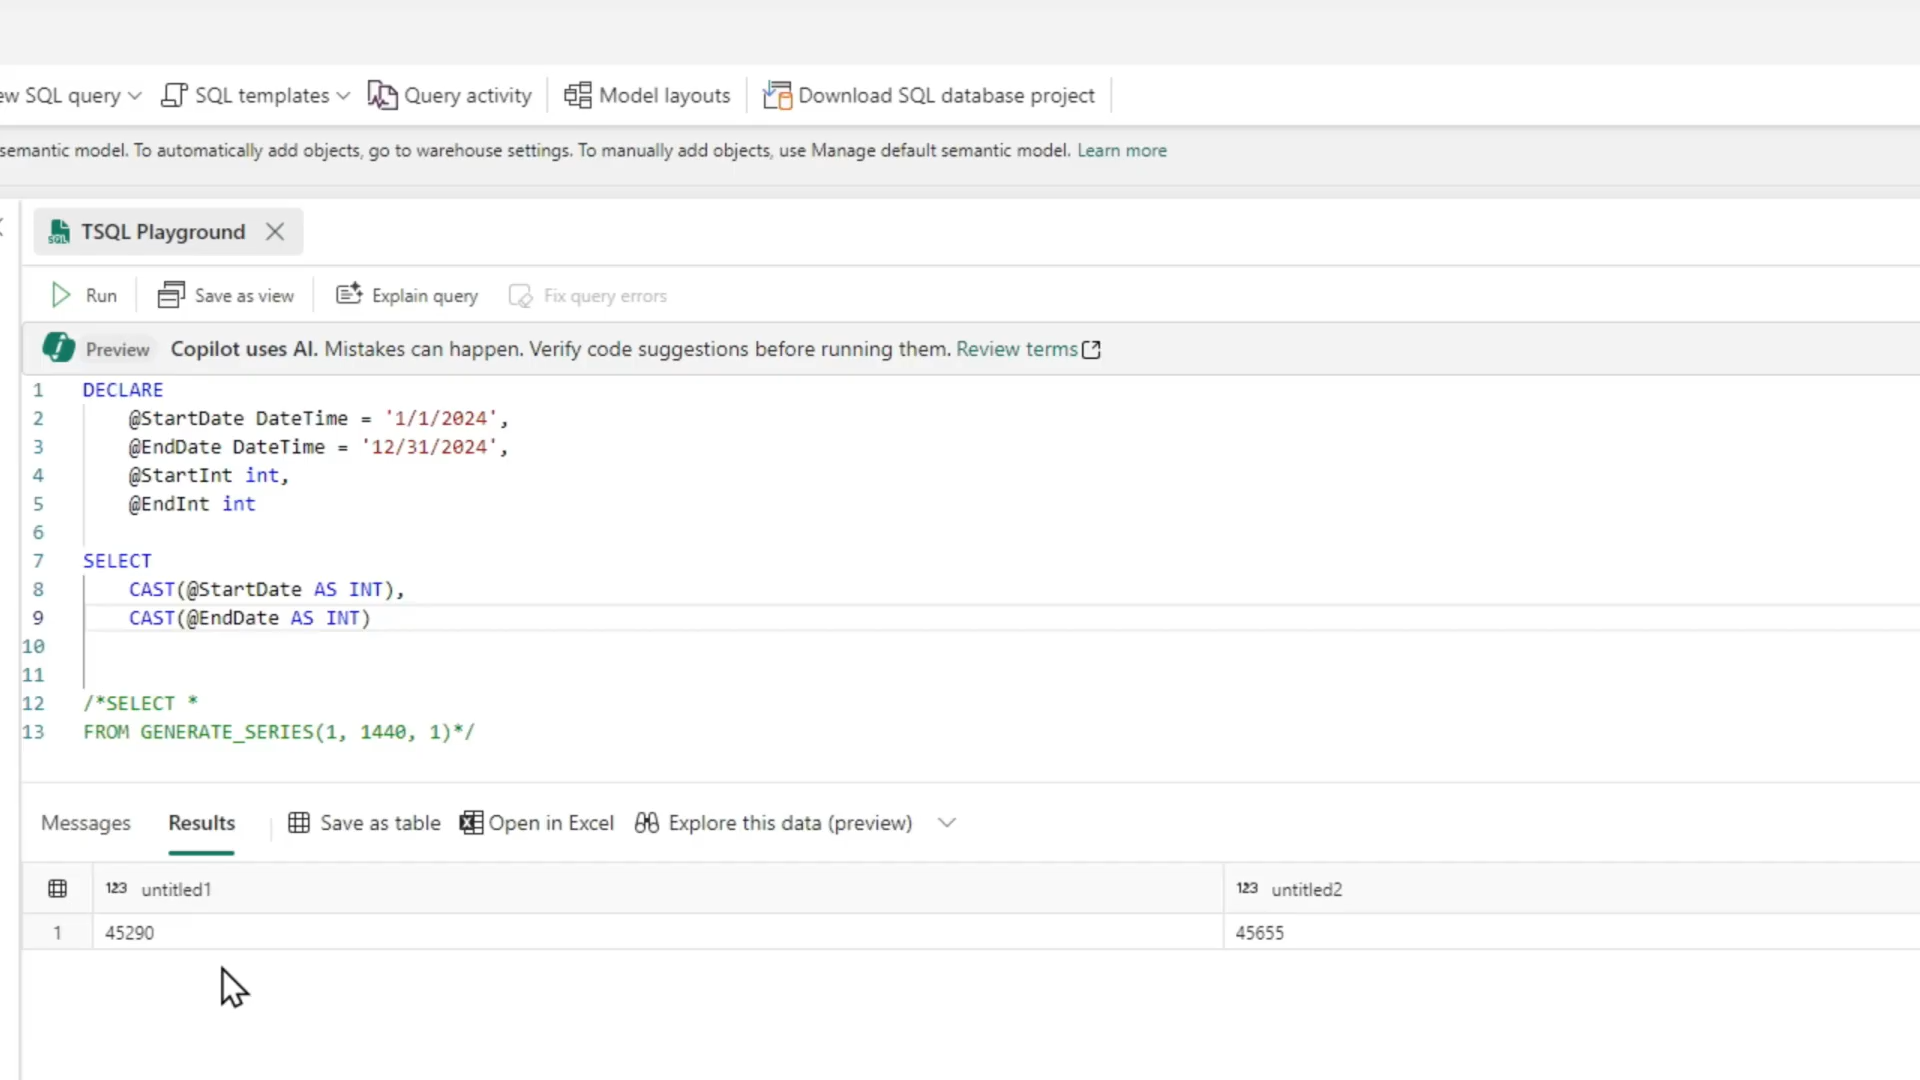 ew SQL query SQL templates Query activity Model layouts Download SQL database project
semantic model. To automatically add objects, go to warehouse settings. To manually add objects, use Manage default semantic model. Learn more
SQL TSQL Playground
Run Save as view Explain query Fix query errors
Preview Copilot uses AI. Mistakes can happen. Verify code suggestions before running them. Review terms
1 DECLARE
2 @StartDate DateTime = '1/1/2024',
3 @EndDate DateTime = '12/31/2024',
4 @StartInt int,
5 @EndInt int
6
7 SELECT
8 CAST(@StartDate AS INT),
9 CAST(@EndDate AS INT)
10
11
12 /*SELECT *
13 FROM GENERATE_SERIES(1, 1440, 1)*/
Messages Results Save as table Open in Excel Explore this data (preview)
123 untitled1 123 untitled2
1 45290 45655